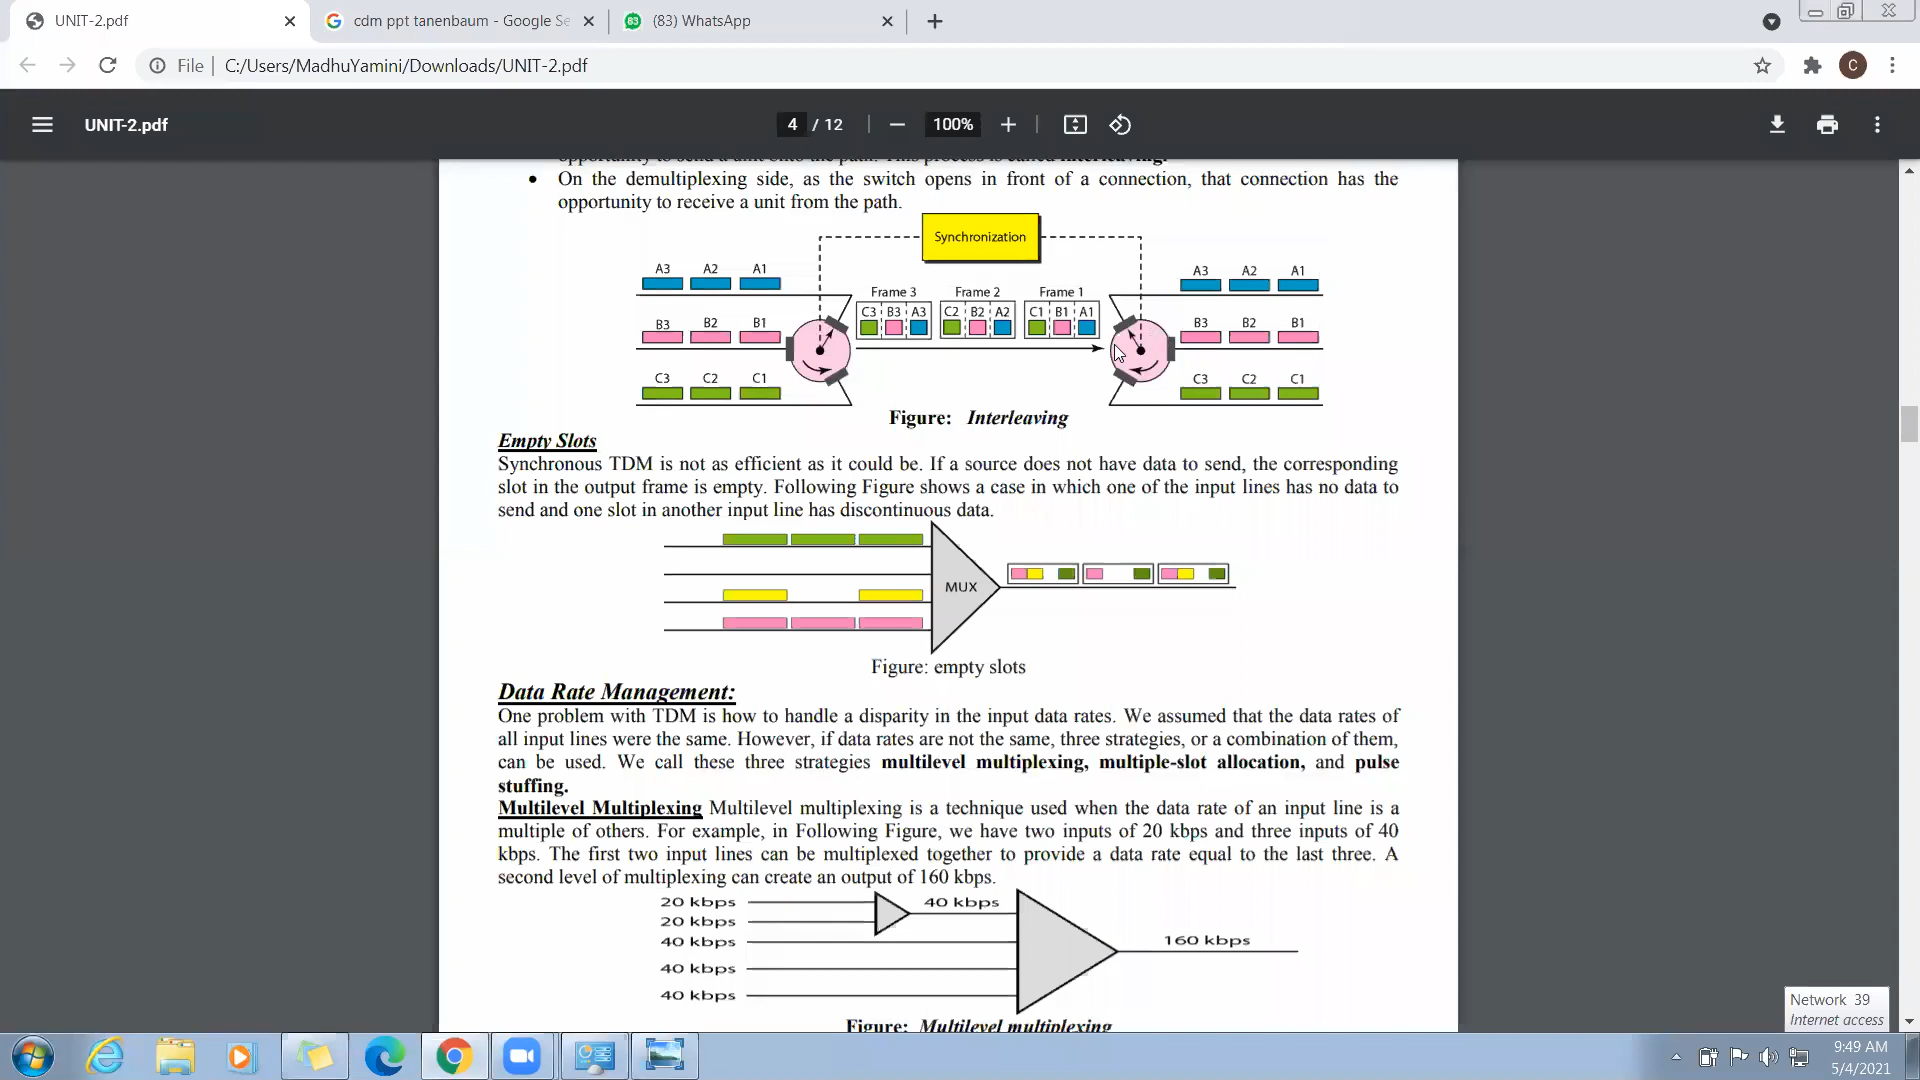 UNIT-2.pdf
cdm ppt tanenbaum - Google Se
83
(83) WhatsApp
File | C:/Users/MadhuYamini/Downloads/UNIT-2.pdf
C
UNIT-2.pdf
4 / 12
100%
opportunity to send a unit onto the path. This process is called interleaving.
• On the demultiplexing side, as the switch opens in front of a connection, that connection has the
opportunity to receive a unit from the path.
Synchronization
A3 A2 A1
B3 B2 B1
C3 C2 C1
Frame 3 Frame 2 Frame 1
C3 B3 A3 C2 B2 A2 C1 B1 A1
A3 A2 A1
B3 B2 B1
C3 C2 C1
Figure: Interleaving
Empty Slots
Synchronous TDM is not as efficient as it could be. If a source does not have data to send, the corresponding
slot in the output frame is empty. Following Figure shows a case in which one of the input lines has no data to
send and one slot in another input line has discontinuous data.
MUX
Figure: empty slots
Data Rate Management:
One problem with TDM is how to handle a disparity in the input data rates. We assumed that the data rates of
all input lines were the same. However, if data rates are not the same, three strategies, or a combination of them,
can be used. We call these three strategies multilevel multiplexing, multiple-slot allocation, and pulse
stuffing.
Multilevel Multiplexing Multilevel multiplexing is a technique used when the data rate of an input line is a
multiple of others. For example, in Following Figure, we have two inputs of 20 kbps and three inputs of 40
kbps. The first two input lines can be multiplexed together to provide a data rate equal to the last three. A
second level of multiplexing can create an output of 160 kbps.
20 kbps
20 kbps
40 kbps
40 kbps
40 kbps
40 kbps
160 kbps
Figure: Multilevel multiplexing
Network 39
Internet access
9:49 AM
5/4/2021